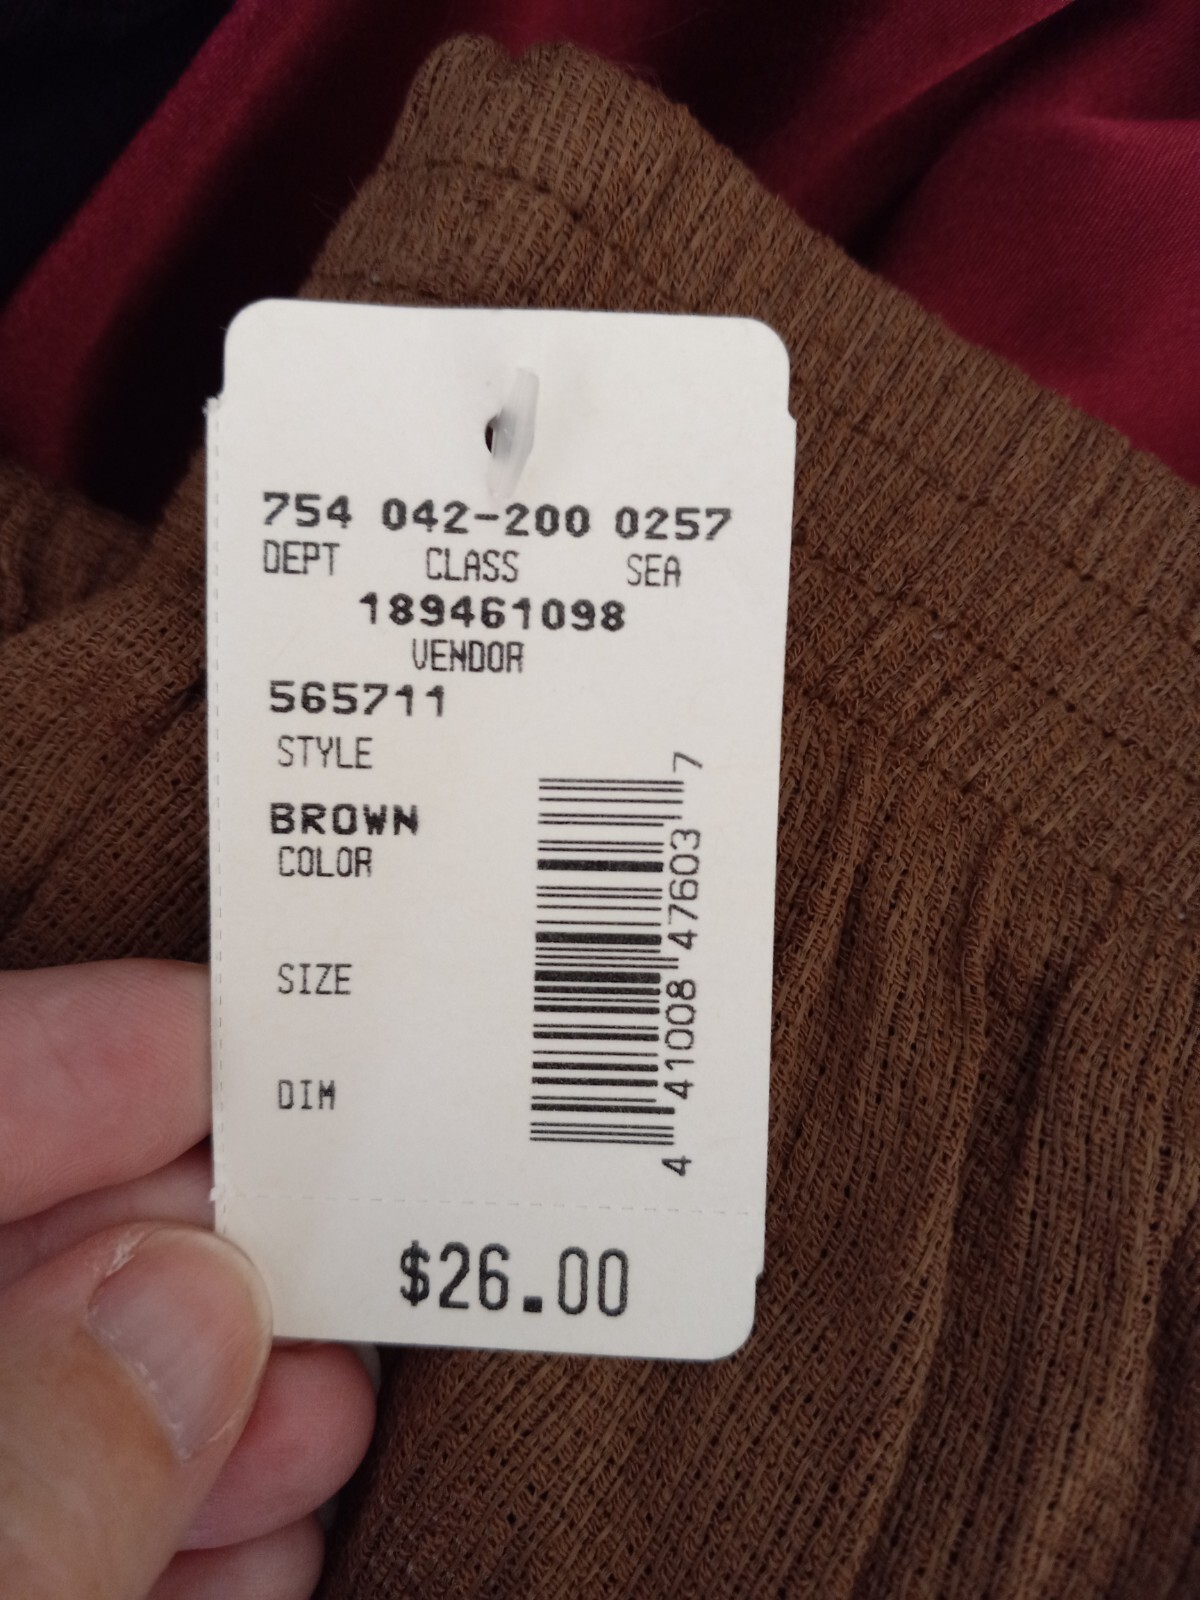 754 042-200 0257
DEPT CLASS SEA
189461098
VENDOR
565711
STYLE
BROWN
COLOR
SIZE
DIM
4 41008 47603 7
$26.00